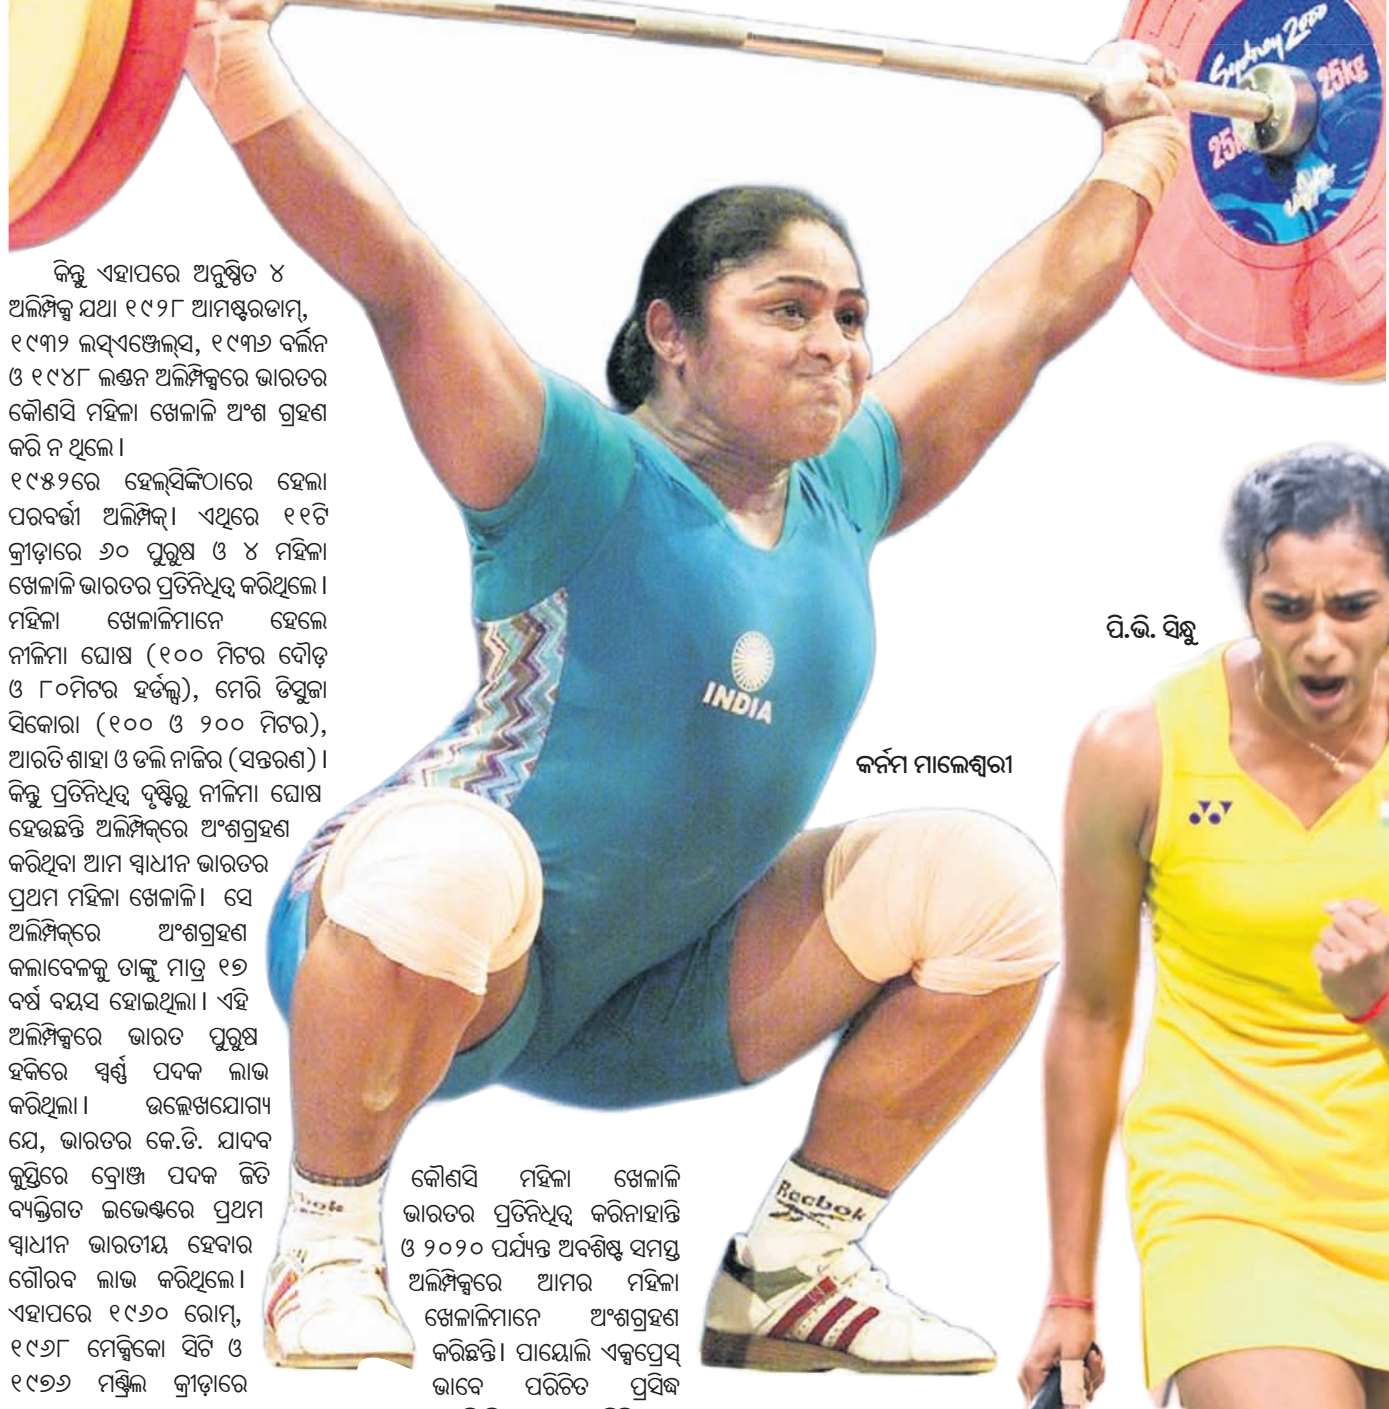 କିନ୍ତୁ ଏହାପରେ ଅନୁଷ୍ଠିତ ୪
ଅଲିମ୍ପିକ୍ସ ଯଥା ୧୯୨୮ ଆମଷ୍ଟରଡାମ୍,
୧୯୩୨ ଲସ୍ଏଞ୍ଜେଲ୍ସ, ୧୯୩୬ ବର୍ଲିନ
ଓ ୧୯୪୮ ଲଣ୍ଡନ ଅଲିମ୍ପିକ୍ସରେ ଭାରତର
କୌଣସି ମହିଳା ଖେଳାଳି ଅଂଶ ଗ୍ରହଣ
କରି ନ ଥିଲେ।
୧୯୫୨ରେ ହେଲ୍ସିଙ୍କିଠାରେ ହେଲା
ପରବର୍ତ୍ତୀ ଅଲିମ୍ପିକ୍। ଏଥିରେ ୧୧ଟି
କ୍ରୀଡ଼ାରେ ୬୦ ପୁରୁଷ ଓ ୪ ମହିଳା
ଖେଳାଳି ଭାରତର ପ୍ରତିନିଧିତ୍ୱ କରିଥିଲେ।
ମହିଳା ଖେଳାଳିମାନେ ହେଲେ
ନୀଳିମା ଘୋଷ (୧୦୦ ମିଟର ଦୌଡ଼
ଓ ୮୦ମିଟର ହର୍ଡଲ୍ସ), ମେରି ଡିସୁଜା
ସିକୋରା (୧୦୦ ଓ ୨୦୦ ମିଟର),
ଆରତି ଶାହା ଓ ଡଲି ନାଜିର (ସନ୍ତରଣ)।
କିନ୍ତୁ ପ୍ରତିନିଧିତ୍ୱ ଦୃଷ୍ଟିରୁ ନୀଳିମା ଘୋଷ
ହେଉଛନ୍ତି ଅଲିମ୍ପିକ୍‌ରେ ଅଂଶଗ୍ରହଣ
କରିଥିବା ଆମ ସ୍ୱାଧୀନ ଭାରତର
ପ୍ରଥମ ମହିଳା ଖେଳାଳି। ସେ
ଅଲିମ୍ପିକ୍‌ରେ ଅଂଶଗ୍ରହଣ
କଲାବେଳକୁ ତାଙ୍କୁ ମାତ୍ର ୧୭
ବର୍ଷ ବୟସ ହୋଇଥିଲା। ଏହି
ଅଲିମ୍ପିକ୍ସରେ ଭାରତ ପୁରୁଷ
ହକିରେ ସ୍ୱର୍ଣ୍ଣ ପଦକ ଲାଭ
କରିଥିଲା। ଉଲ୍ଲେଖଯୋଗ୍ୟ
ଯେ, ଭାରତର କେ.ଡି. ଯାଦବ
କୁସ୍ତିରେ ବ୍ରୋଞ୍ଜ ପଦକ ଜିତି
ବ୍ୟକ୍ତିଗତ ଇଭେଣ୍ଟରେ ପ୍ରଥମ
ସ୍ୱାଧୀନ ଭାରତୀୟ ହେବାର
ଗୌରବ ଲାଭ କରିଥିଲେ।
ଏହାପରେ ୧୯୬୦ ରୋମ୍,
୧୯୬୮ ମେକ୍ସିକୋ ସିଟି ଓ
୧୯୭୬ ମଣ୍ଟ୍ରିଲ କ୍ରୀଡ଼ାରେ
କୌଣସି ମହିଳା ଖେଳାଳି
ଭାରତର ପ୍ରତିନିଧିତ୍ୱ କରିନାହାନ୍ତି
ଓ ୨୦୨୦ ପର୍ଯ୍ୟନ୍ତ ଅବଶିଷ୍ଟ ସମସ୍ତ
ଅଲିମ୍ପିକ୍ସରେ ଆମର ମହିଳା
ଖେଳାଳିମାନେ ଅଂଶଗ୍ରହଣ
କରିଛନ୍ତି। ପାୟୋଲି ଏକ୍ସପ୍ରେସ୍
ଭାବେ ପରିଚିତ ପ୍ରସିଦ୍ଧ
କର୍ନମ ମାଲେଶ୍ୱରୀ
ପି.ଭି. ସିନ୍ଧୁ
INDIA
Sydney 2000
25kg
Reebok